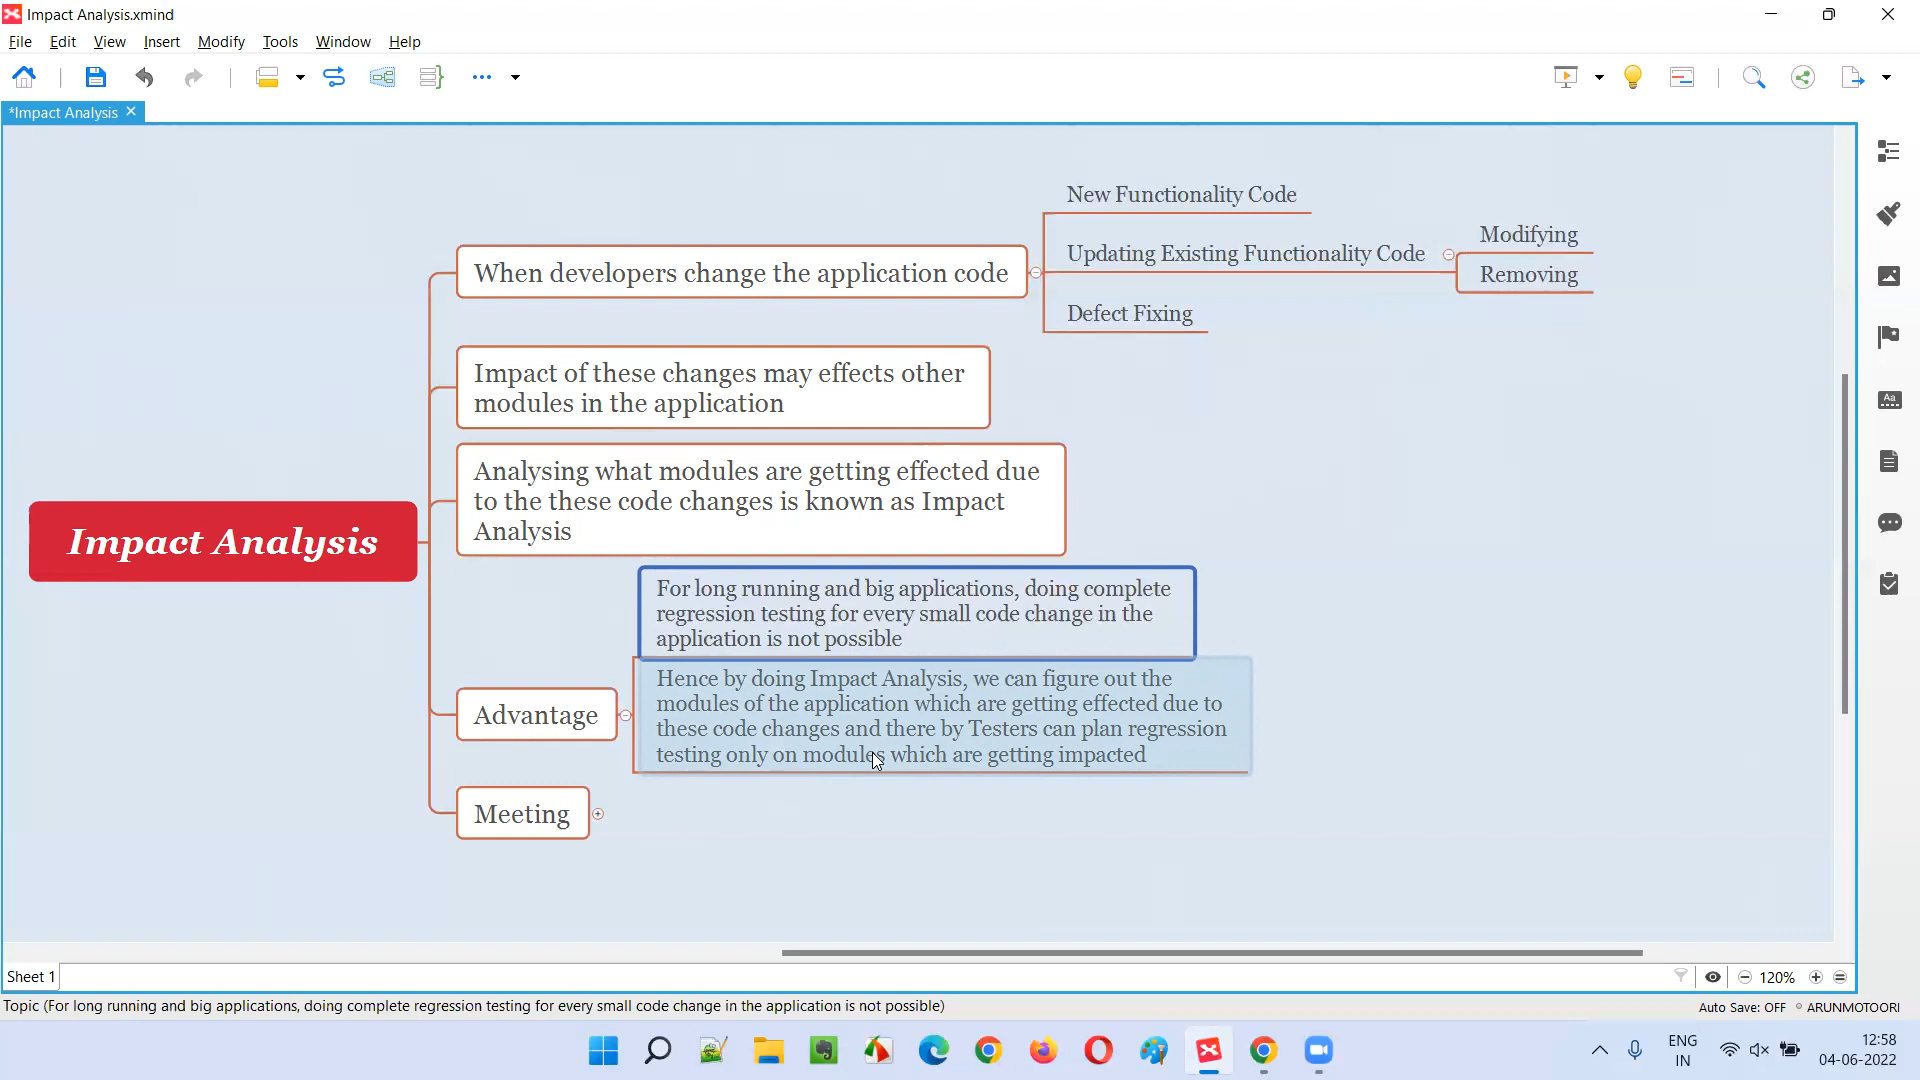 Impact Analysis.xmind
File Edit View Insert Modify Tools Window Help
*Impact Analysis
New Functionality Code
Modifying
Updating Existing Functionality Code
When developers change the application code
Removing
Defect Fixing
Impact of these changes may effects other
modules in the application
Analysing what modules are getting effected due
to the these code changes is known as Impact
Analysis
Impact Analysis
For long running and big applications, doing complete
regression testing for every small code change in the
application is not possible
Hence by doing Impact Analysis, we can figure out the
modules of the application which are getting effected due to
these code changes and there by Testers can plan regression
testing only on modules which are getting impacted
Advantage
Meeting
Sheet 1
120%
Topic (For long running and big applications, doing complete regression testing for every small code change in the application is not possible)
Auto Save: OFF ARUNMOTOORI
ENG
IN
12:58
04-06-2022